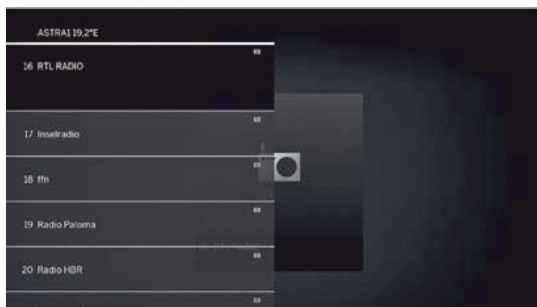 ASTRA1 19,2°E
16 RTL RADIO
17 Inselradio
18 ffn
19 Radio Paloma
20 Radio HBR